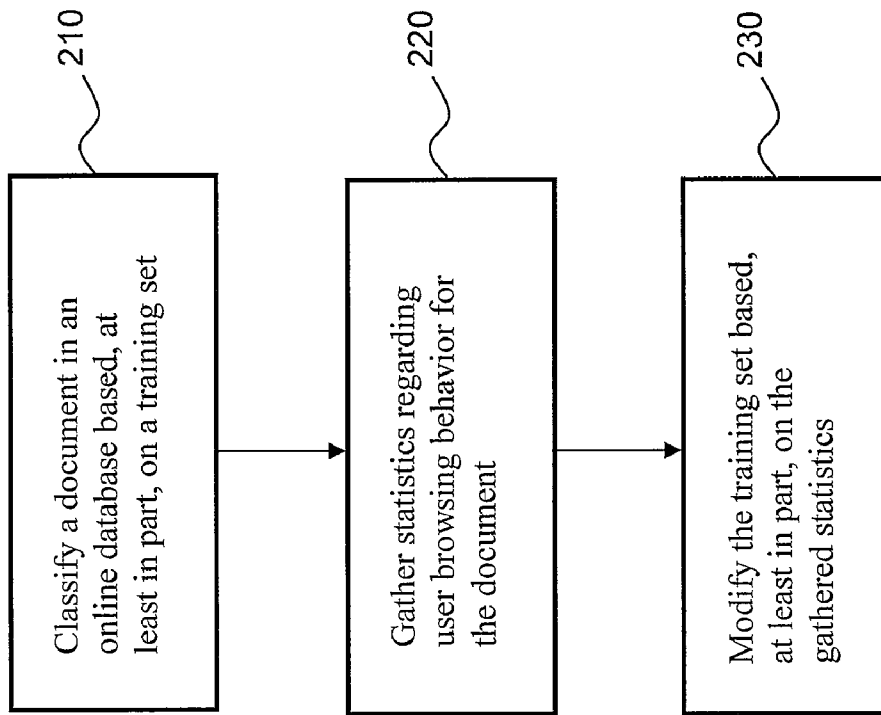 210
Classify a document in an
online database based, at
least in part, on a training set
220
Gather statistics regarding
user browsing behavior for
the document
230
Modify the training set based,
at least in part, on the
gathered statistics